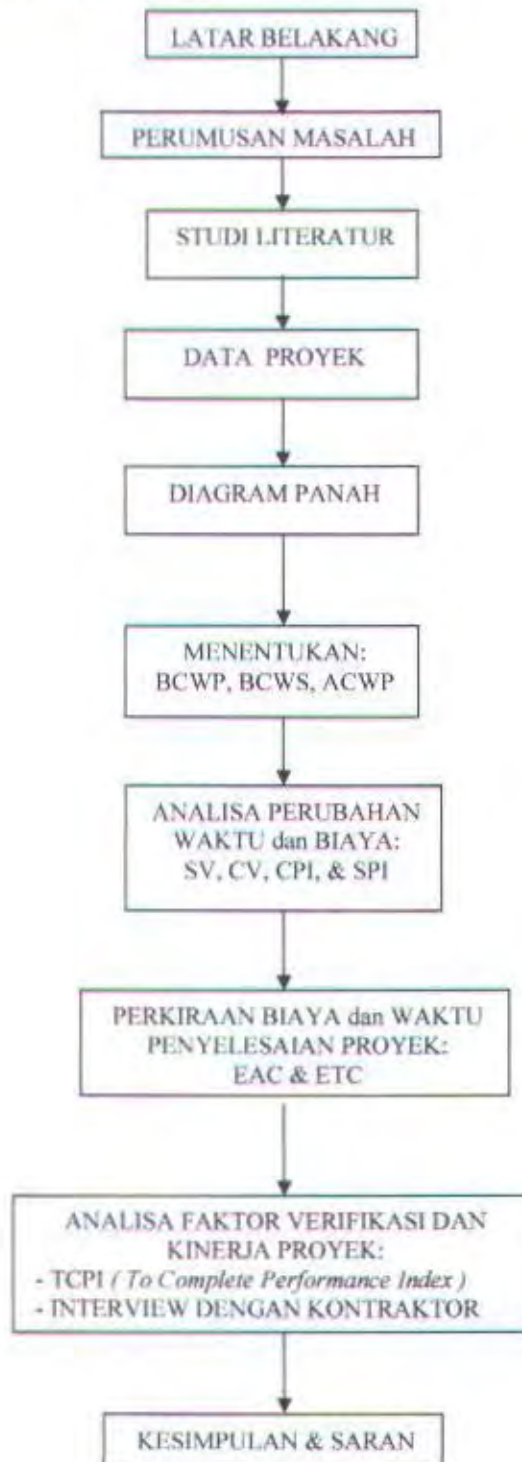 LATAR BELAKANG
PERUMUSAN MASALAH
STUDI LITERATUR
DATA PROYEK
DIAGRAM PANAH
MENENTUKAN:
BCWP, BCWS, ACWP
ANALISA PERUBAHAN
WAKTU dan BIAYA:
SV, CV, CPI, & SPI
PERKIRAAN BIAYA dan WAKTU
PENYELESAIAN PROYEK:
EAC & ETC
ANALISA FAKTOR VERIFIKASI DAN
KINERJA PROYEK:
- TCPI ( To Complete Performance Index )
- INTERVIEW DENGAN KONTRAKTOR
KESIMPULAN & SARAN